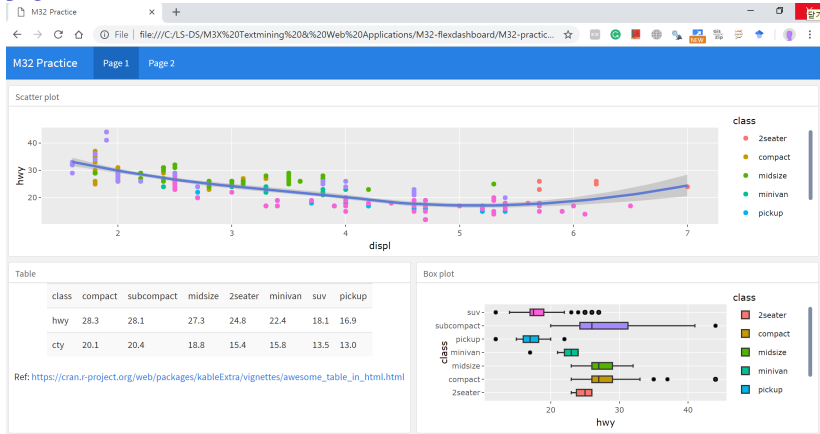 M32 Practice
닫기
File | file:///C:/LS-DS/M3X%20Textmining%20&%20Web%20Applications/M32-flexdashboard/M32-practic...
NEW
zip
M32 Practice Page 1 Page 2
Scatter plot
class
2seater
compact
midsize
minivan
pickup
hwy
40
30
20
2 3 4 5 6 7
displ
Table
class compact subcompact midsize 2seater minivan suv pickup
hwy 28.3 28.1 27.3 24.8 22.4 18.1 16.9
cty 20.1 20.4 18.8 15.4 15.8 13.5 13.0
Ref: https://cran.r-project.org/web/packages/kableExtra/vignettes/awesome_table_in_html.html
Box plot
class
suv
subcompact
pickup
minivan
midsize
compact
2seater
20 30 40
hwy
class
2seater
compact
midsize
minivan
pickup